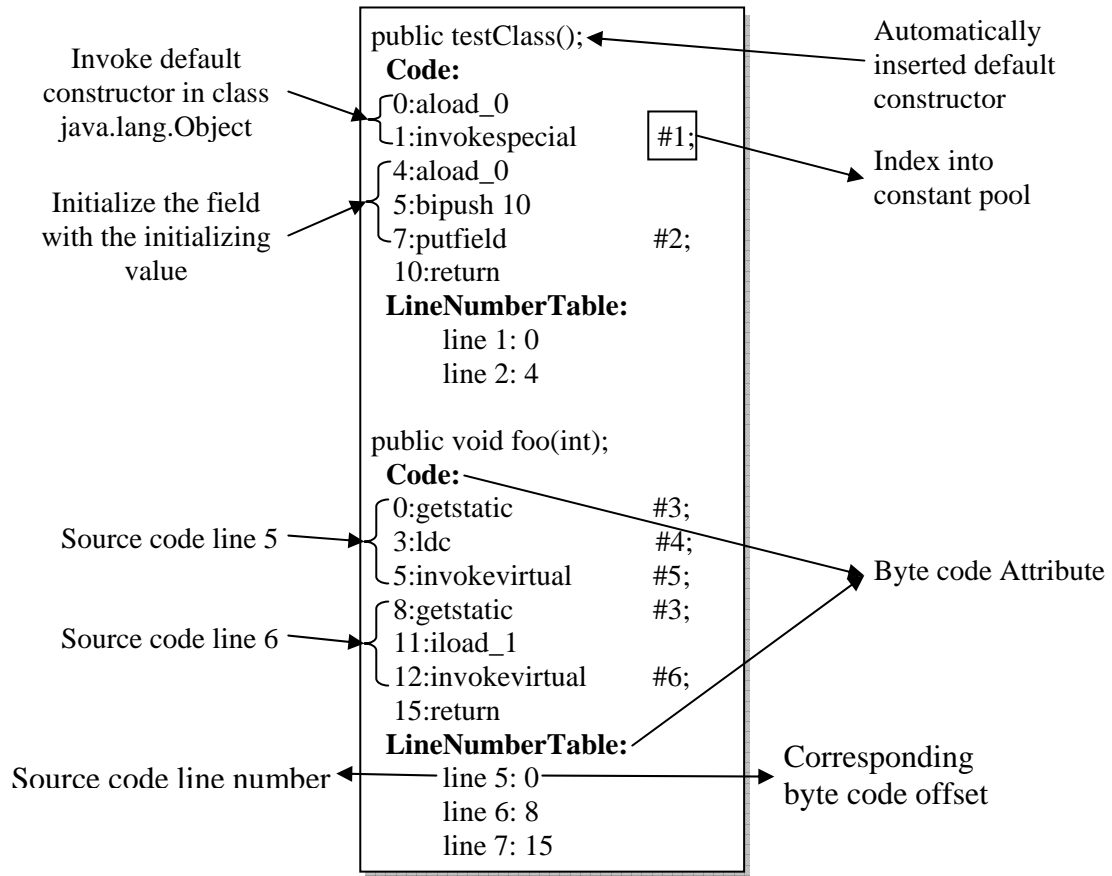 public testClass();
Code:
0:aload_0
1:invokespecial #1;
4:aload_0
5:bipush 10
7:putfield #2;
10:return
LineNumberTable:
line 1: 0
line 2: 4
public void foo(int);
Code:
0:getstatic #3;
3:ldc #4;
5:invokevirtual #5;
8:getstatic #3;
11:iload_1
12:invokevirtual #6;
15:return
LineNumberTable:
line 5: 0
line 6: 8
line 7: 15
Invoke default
constructor in class
java.lang.Object
Initialize the field
with the initializing
value
Source code line 5
Source code line 6
Source code line number
Automatically
inserted default
constructor
Index into
constant pool
Byte code Attribute
Corresponding
byte code offset